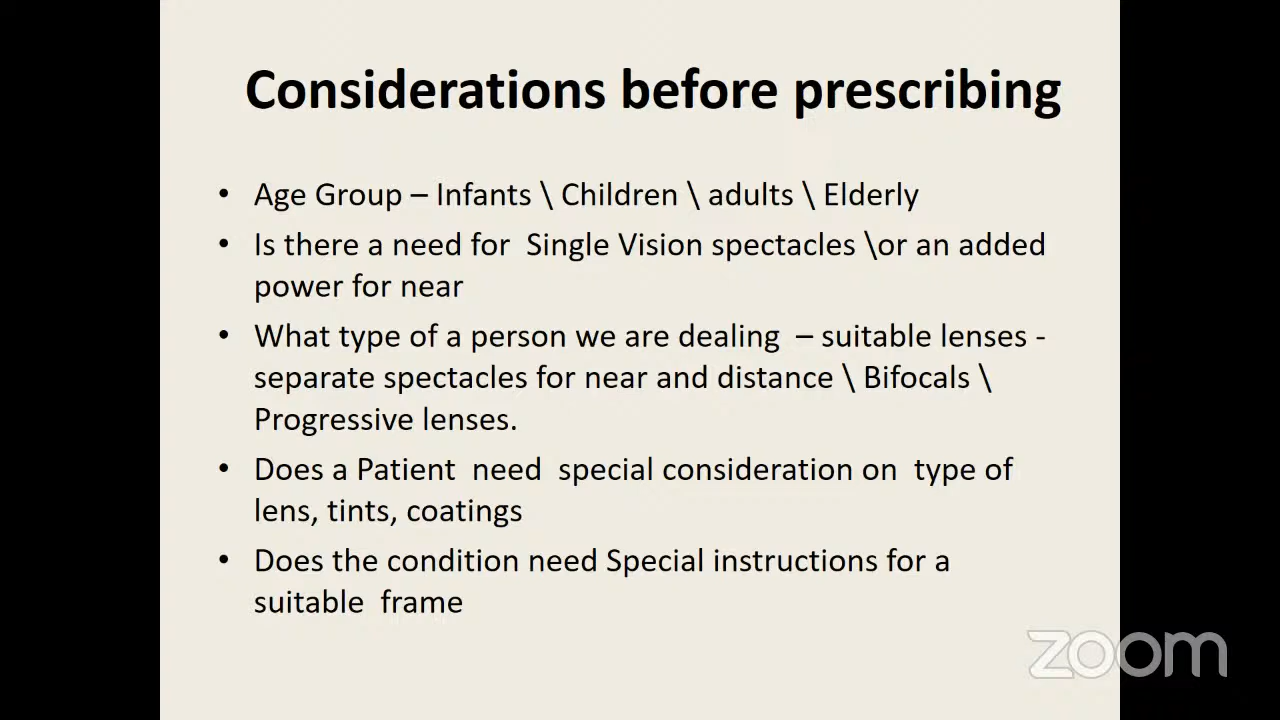 Considerations before prescribing
• Age Group – Infants \ Children \ adults \ Elderly
• Is there a need for Single Vision spectacles \or an added
power for near
• What type of a person we are dealing – suitable lenses -
separate spectacles for near and distance \ Bifocals \
Progressive lenses.
• Does a Patient need special consideration on type of
lens, tints, coatings
• Does the condition need Special instructions for a
suitable frame
zoom